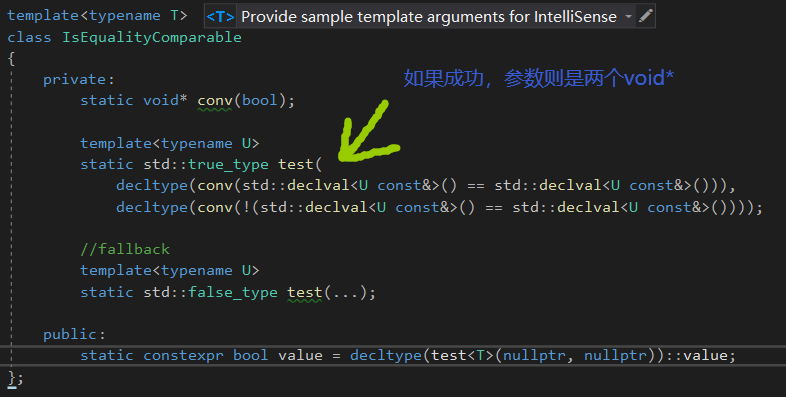 template<typename T> <T> Provide sample template arguments for IntelliSense
class IsEqualityComparable
{
private:
static void* conv(bool);
如果成功，参数则是两个void*
template<typename U>
static std::true_type test(
decltype(conv(std::declval<U const&>() == std::declval<U const&>())),
decltype(conv(!(std::declval<U const&>() == std::declval<U const&>())));
//fallback
template<typename U>
static std::false_type test(...);
public:
static constexpr bool value = decltype(test<T>(nullptr, nullptr))::value;
};